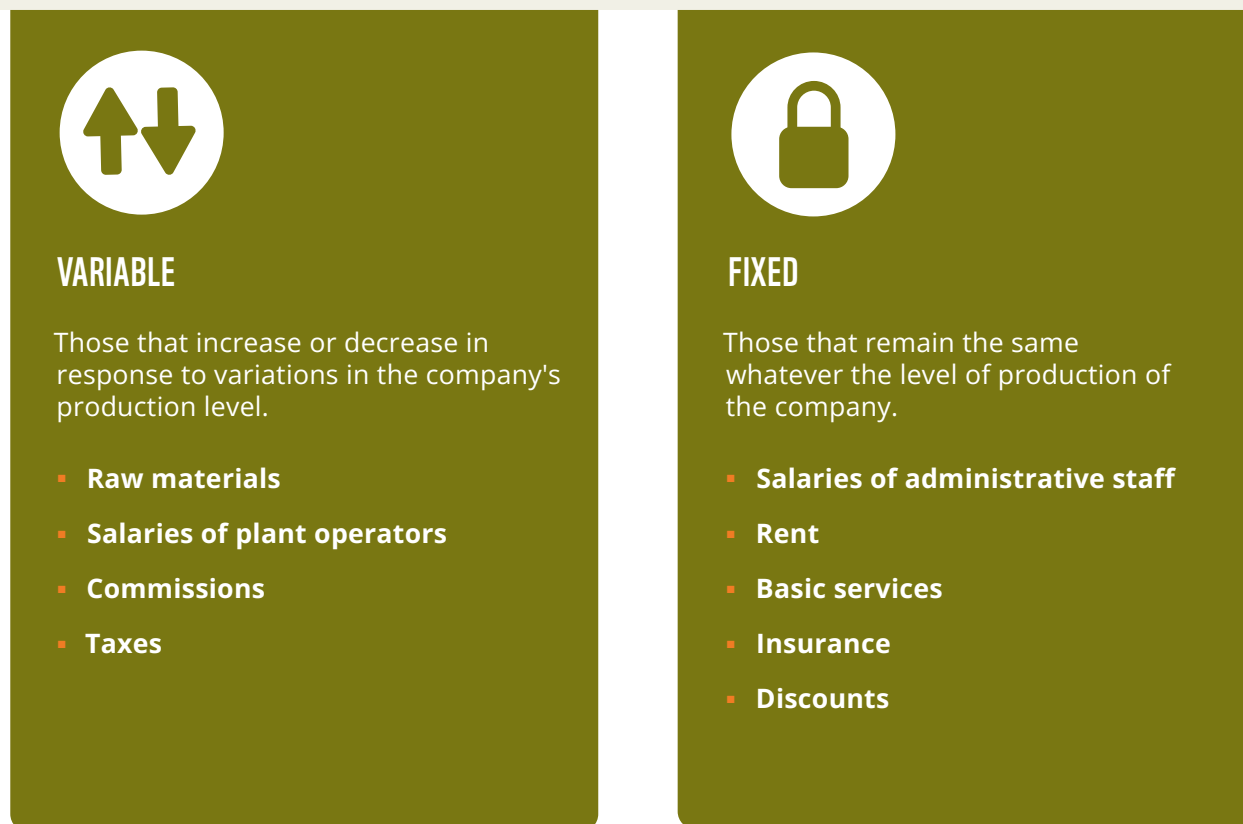 VARIABLE
Those that increase or decrease in
response to variations in the company's
production level.
▪ Raw materials
▪ Salaries of plant operators
▪ Commissions
▪ Taxes
FIXED
Those that remain the same
whatever the level of production of
the company.
▪ Salaries of administrative staff
▪ Rent
▪ Basic services
▪ Insurance
▪ Discounts